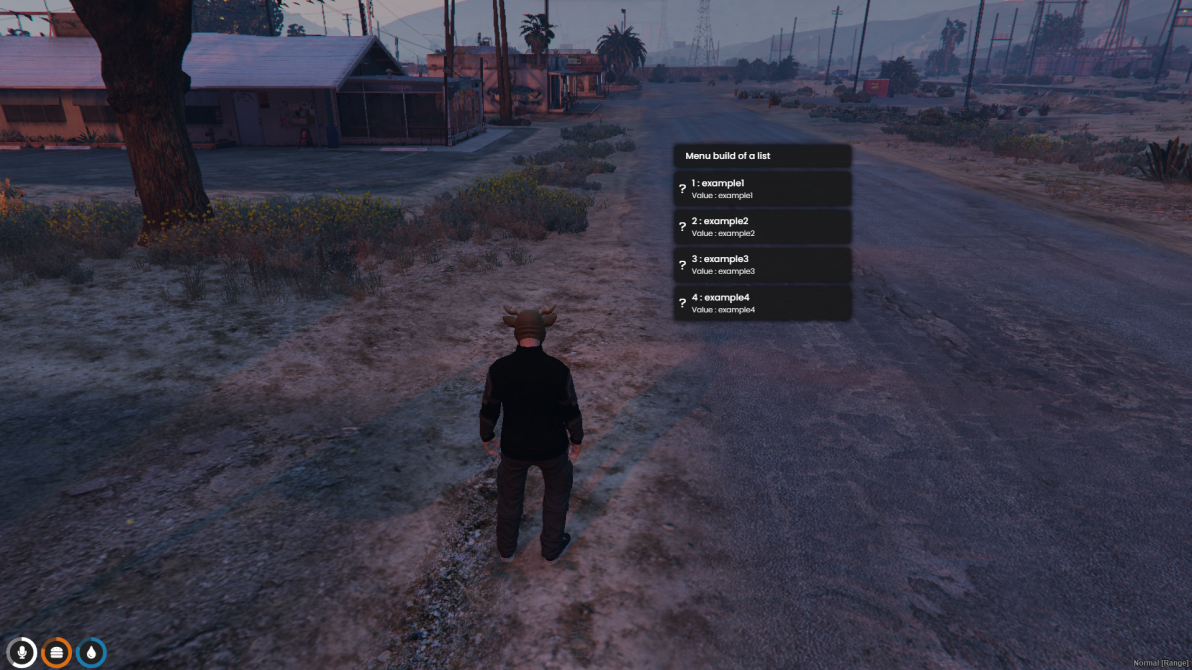 Menu build of a list
? 1 : example1
Value : example1
? 2 : example2
Value : example2
? 3 : example3
Value : example3
? 4 : example4
Value : example4
Normal [Range]